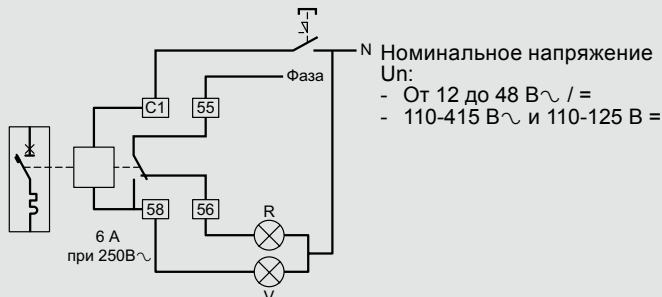 N
Номинальное напряжение
Un:
- От 12 до 48 В∿ / =
- 110-415 В∿ и 110-125 В =
Фаза
C1
55
58
56
R
6 А
при 250В∿
V